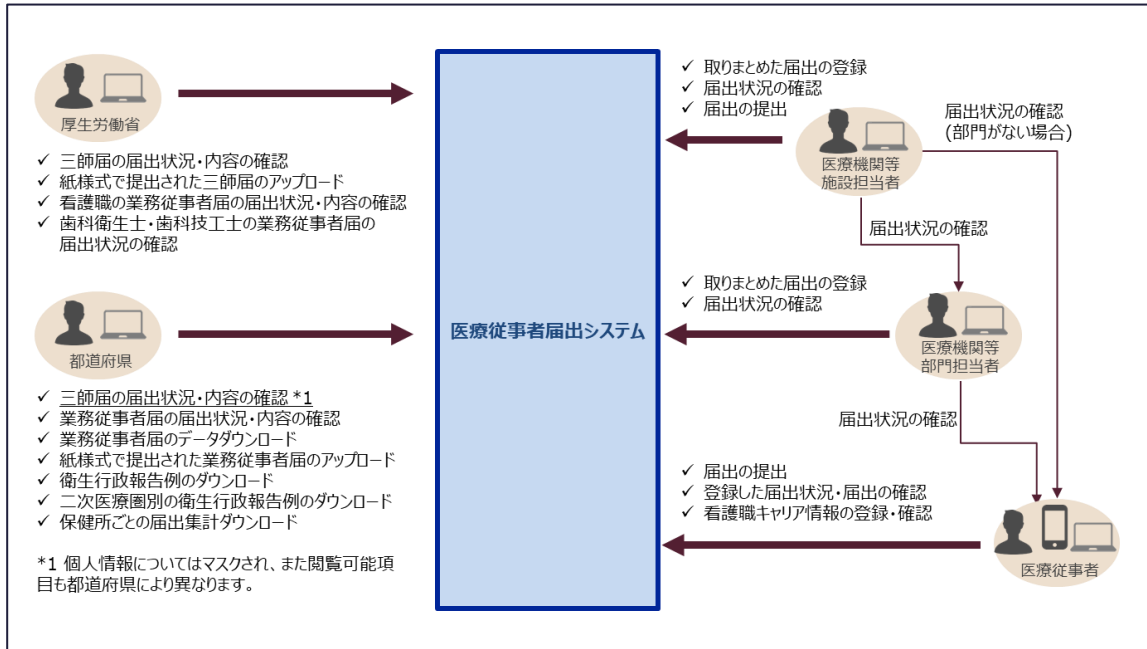 厚生労働省
✓ 三師届の届出状況・内容の確認
✓ 紙様式で提出された三師届のアップロード
✓ 看護職の業務従事者届の届出状況・内容の確認
✓ 歯科衛生士・歯科技工士の業務従事者届の
届出状況の確認
都道府県
✓ 三師届の届出状況・内容の確認 *1
✓ 業務従事者届の届出状況・内容の確認
✓ 業務従事者届のデータダウンロード
✓ 紙様式で提出された業務従事者届のアップロード
✓ 衛生行政報告例のダウンロード
✓ 二次医療圏別の衛生行政報告例のダウンロード
✓ 保健所ごとの届出集計ダウンロード
*1 個人情報についてはマスクされ、また閲覧可能項
目も都道府県により異なります。
医療従事者届出システム
✓ 取りまとめた届出の登録
✓ 届出状況の確認
✓ 届出の提出
医療機関等
施設担当者
届出状況の確認
(部門がない場合)
届出状況の確認
✓ 取りまとめた届出の登録
✓ 届出状況の確認
医療機関等
部門担当者
届出状況の確認
✓ 届出の提出
✓ 登録した届出状況・届出の確認
✓ 看護職キャリア情報の登録・確認
医療従事者